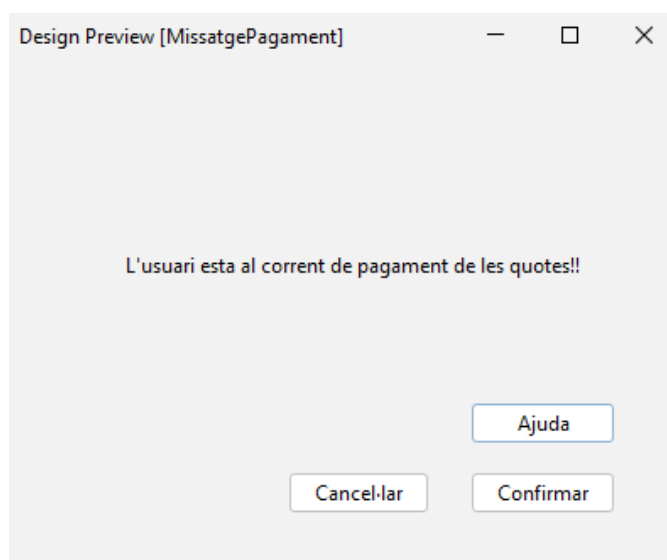 Design Preview [MissatgePagament]
L'usuari esta al corrent de pagament de les quotes!!
Ajuda
Cancel·lar
Confirmar